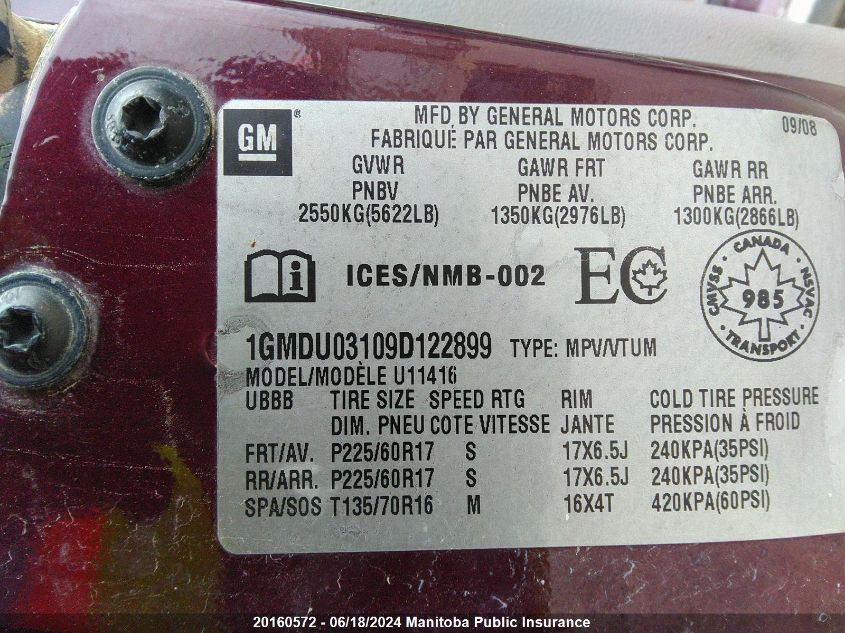 MFD BY GENERAL MOTORS CORP. 09/08
GM ® FABRIQUÉ PAR GENERAL MOTORS CORP.
GVWR GAWR FRT GAWR RR
PNBV PNBE AV. PNBE ARR.
2550KG(5622LB) 1350KG(2976LB) 1300KG(2866LB)
i ICES/NMB-002 EC
CANADA
CMVSS 985 NSVAC
TRANSPORT
1GMDU03109D122899 TYPE: MPV/VTUM
MODEL/MODÈLE U11416
UBBB TIRE SIZE SPEED RTG RIM COLD TIRE PRESSURE
DIM. PNEU COTE VITESSE JANTE PRESSION À FROID
FRT/AV. P225/60R17 S 17X6.5J 240KPA(35PSI)
RR/ARR. P225/60R17 S 17X6.5J 240KPA(35PSI)
SPA/SOS T135/70R16 M 16X4T 420KPA(60PSI)
20160572 - 06/18/2024 Manitoba Public Insurance